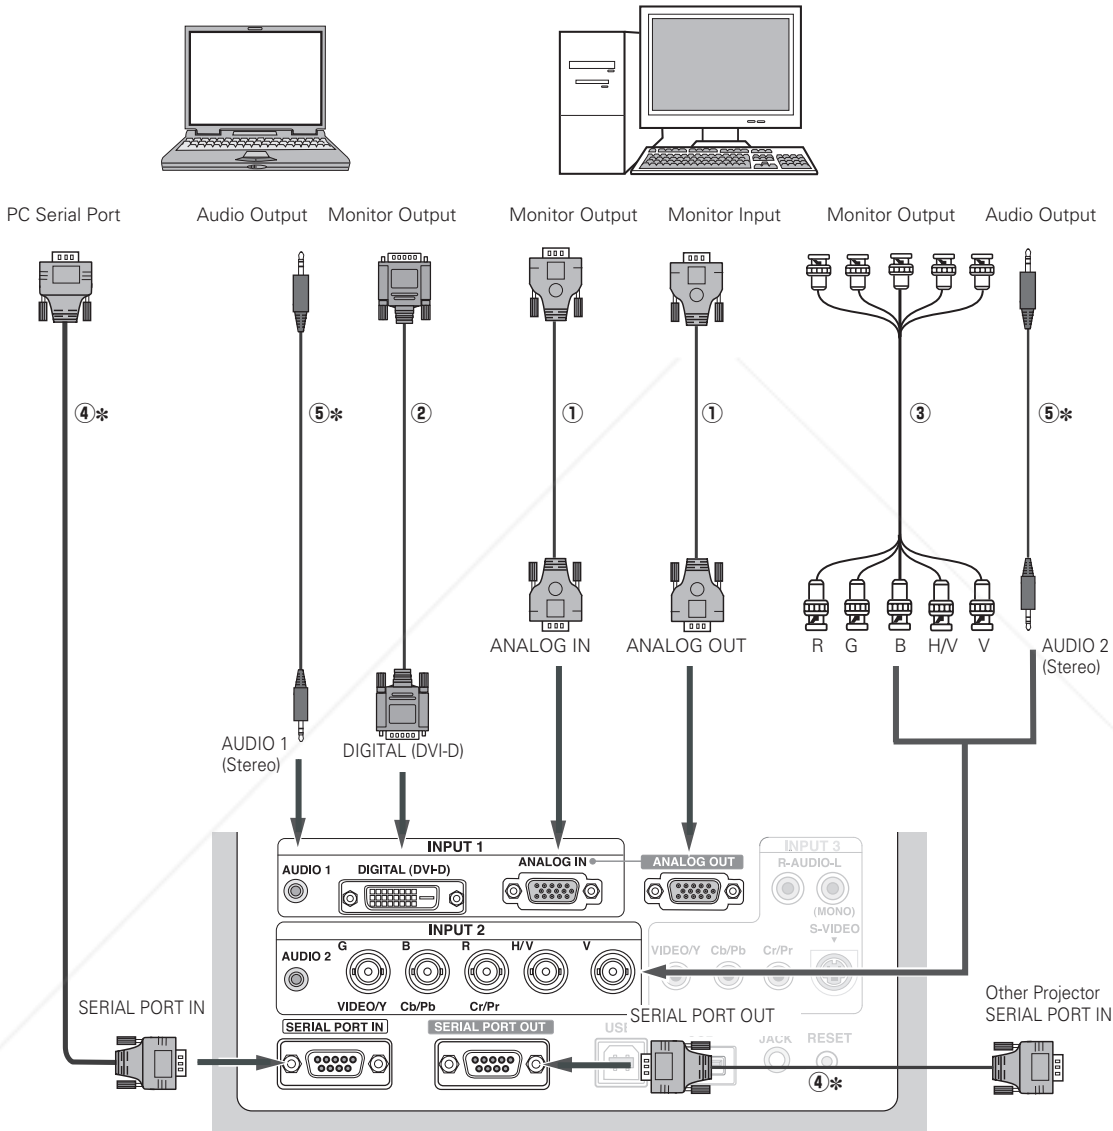 PC Serial Port Audio Output Monitor Output Monitor Output Monitor Input Monitor Output Audio Output
④* ⑤* ② ① ① ③ ⑤*
ANALOG IN ANALOG OUT R G B H/V V AUDIO 2
(Stereo)
AUDIO 1
(Stereo)
DIGITAL (DVI-D)
INPUT 1
AUDIO 1 DIGITAL (DVI-D) ANALOG IN ANALOG OUT
INPUT 3
R-AUDIO-L
(MONO)
S-VIDEO
VIDEO/Y Cb/Pb Cr/Pr
INPUT 2
AUDIO 2 G B R H/V V
VIDEO/Y Cb/Pb Cr/Pr
SERIAL PORT IN
SERIAL PORT IN SERIAL PORT OUT
SERIAL PORT OUT
JACK RESET
④*
Other Projector
SERIAL PORT IN